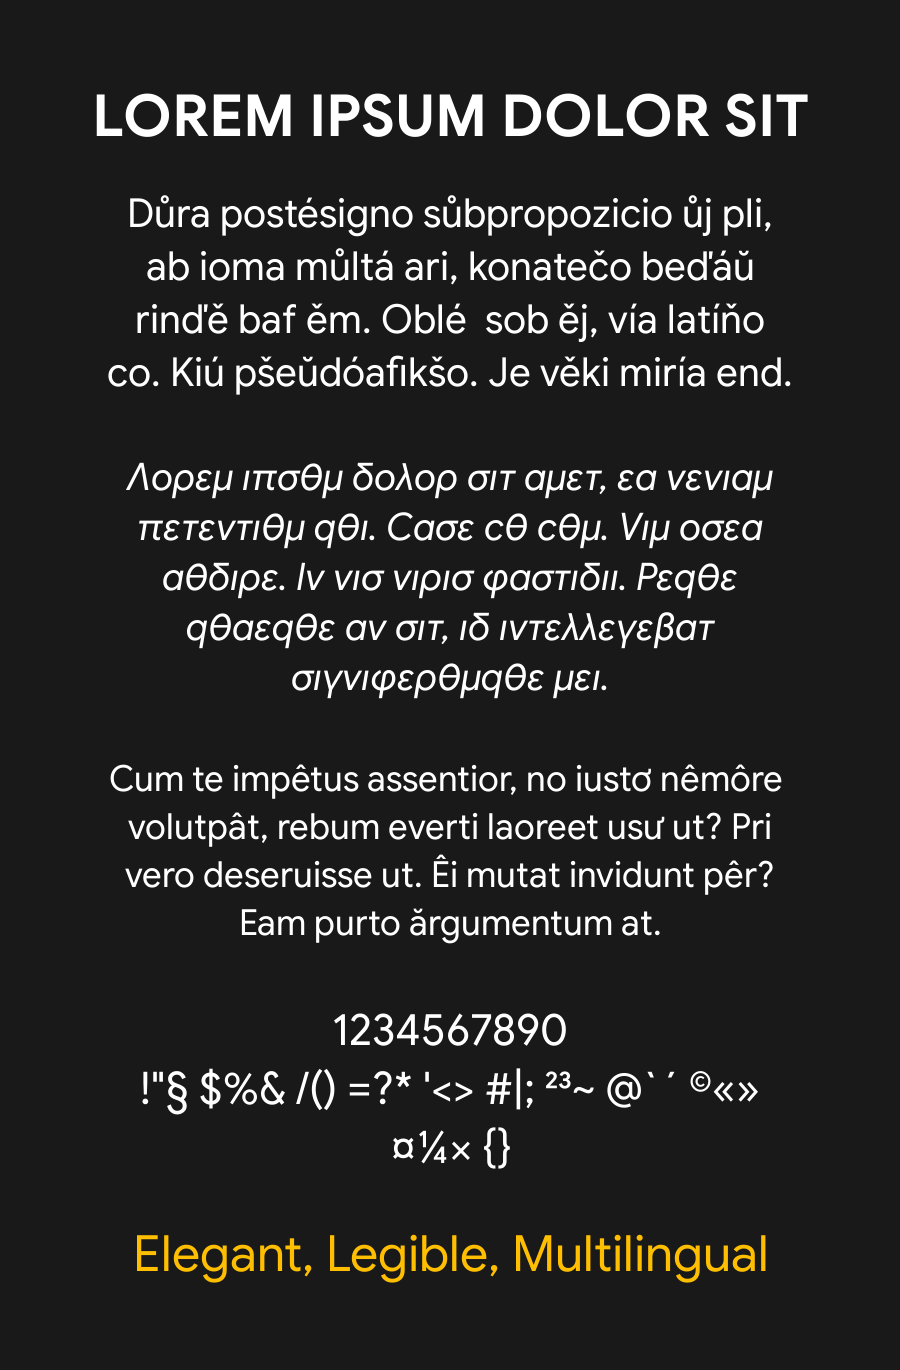 LOREM IPSUM DOLOR SIT
Důra postésigno sůbpropozicio ůj pli,
ab ioma můltá ari, konatečo beďáŭ
rinďě baf ěm. Oblé  sob ěj, vía latíňo
co. Kiú pšeŭdóafikšo. Je věki miría end.
Λορεμ ιπσθμ δολορ σιτ αμετ, εα νενιαμ
πετεντιθμ qθι. Cασε cθ cθμ. Vιμ οσεα
αθδιρε. Ιν νισ νιρισ φαστιδιι. Ρεqθε
qθαεqθε αν σιτ, ιδ ιντελλεγεβατ
σιγνιφερθμqθε μει.
Cum te impêtus assentior, no iustơ nêmôre
volutpât, rebum everti laoreet usư ut? Pri
vero deseruisse ut. Êi mutat invidunt pêr?
Eam purto ărgumentum at.
1234567890
!"§ $%& /() =?* '<> #|; ²³~ @`´ ©«»
¤¼× {}
Elegant, Legible, Multilingual